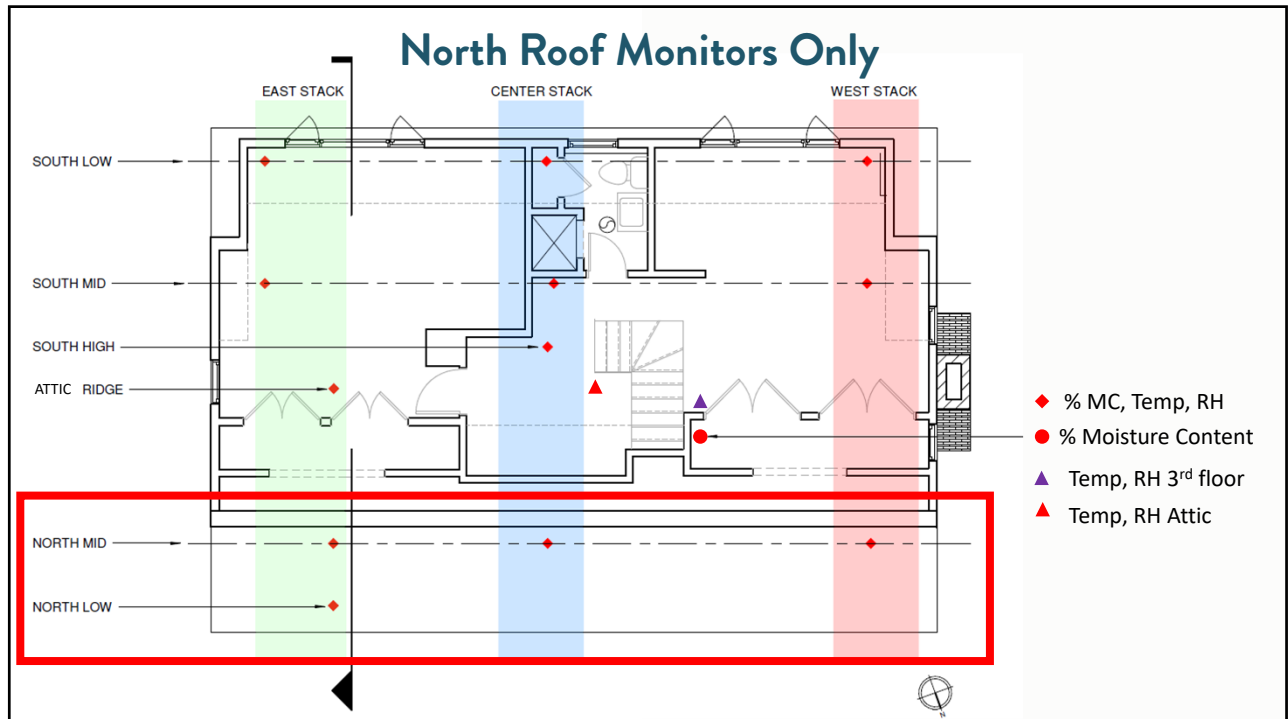 North Roof Monitors Only
EAST STACK
CENTER STACK
WEST STACK
SOUTH LOW
SOUTH MID
SOUTH HIGH
ATTIC RIDGE
NORTH MID
NORTH LOW
% MC, Temp, RH
% Moisture Content
Temp, RH 3rd floor
Temp, RH Attic
S
N